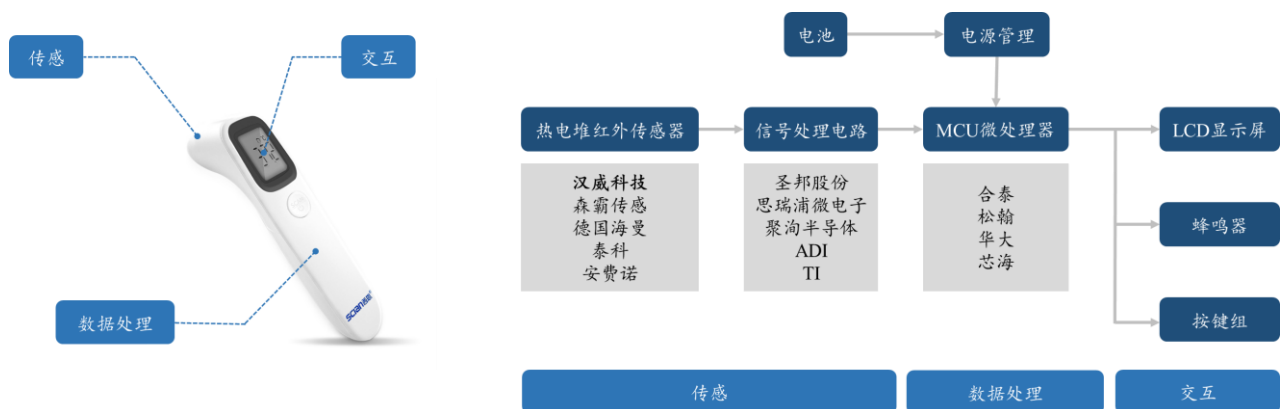 传感
交互
数据处理
scian
电池
电源管理
热电堆红外传感器
信号处理电路
MCU微处理器
LCD显示屏
汉威科技
森霸传感
德国海曼
泰科
安费诺
圣邦股份
思瑞浦微电子
聚洵半导体
ADI
TI
合泰
松翰
华大
芯海
蜂鸣器
按键组
传感
数据处理
交互